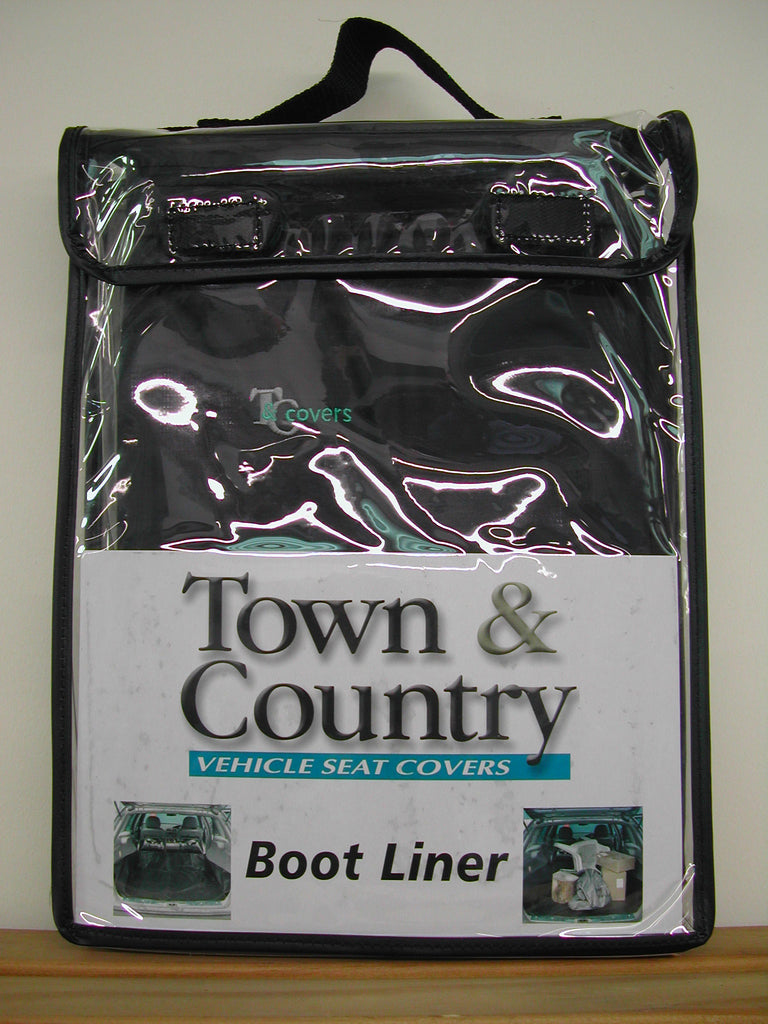 TC & covers
Town &
Country
VEHICLE SEAT COVERS
Boot Liner